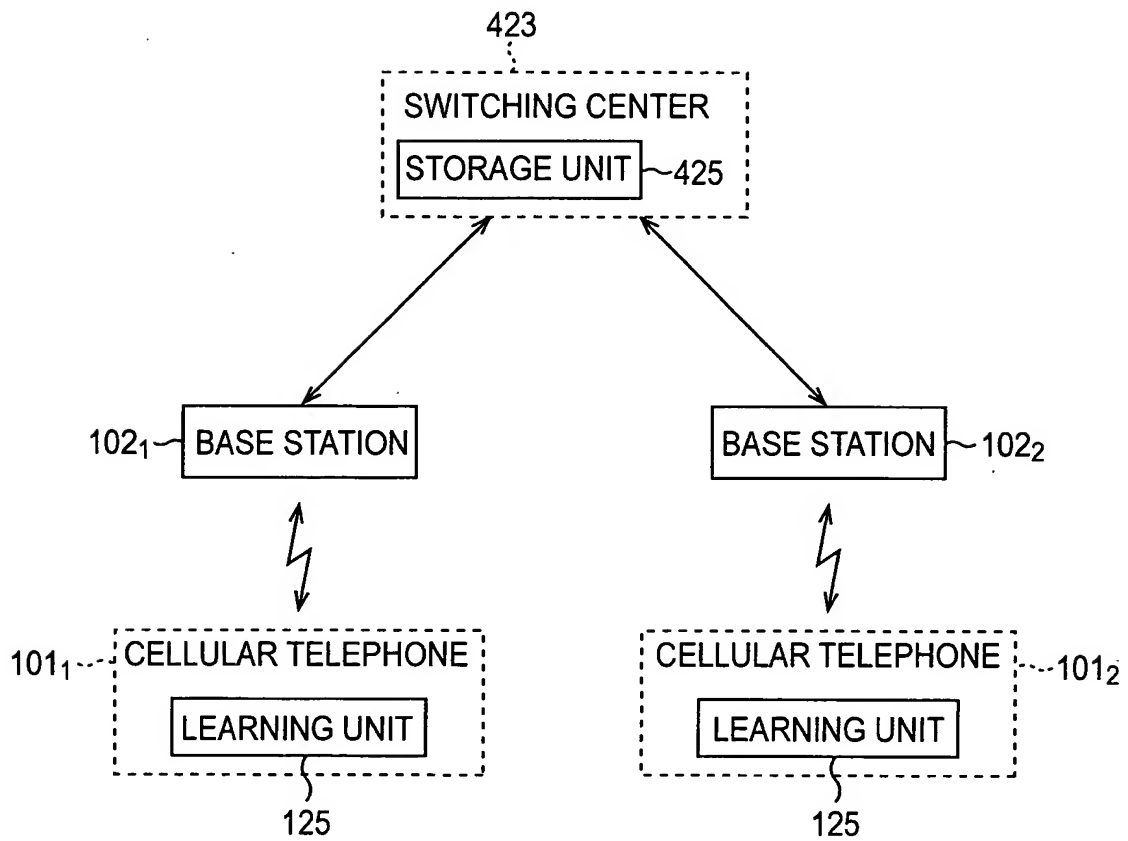 423
SWITCHING CENTER
STORAGE UNIT 425
102₁ BASE STATION
BASE STATION 102₂
101₁ CELLULAR TELEPHONE
CELLULAR TELEPHONE 101₂
LEARNING UNIT
LEARNING UNIT
125
125